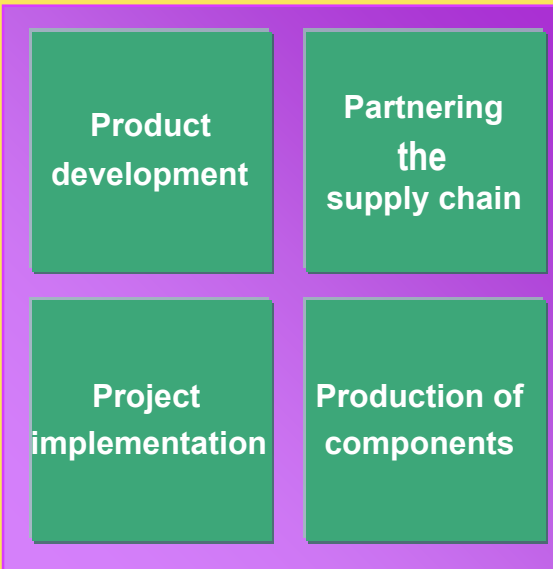 Product
development
Partnering
the
supply chain
Project
implementation
Production of
components